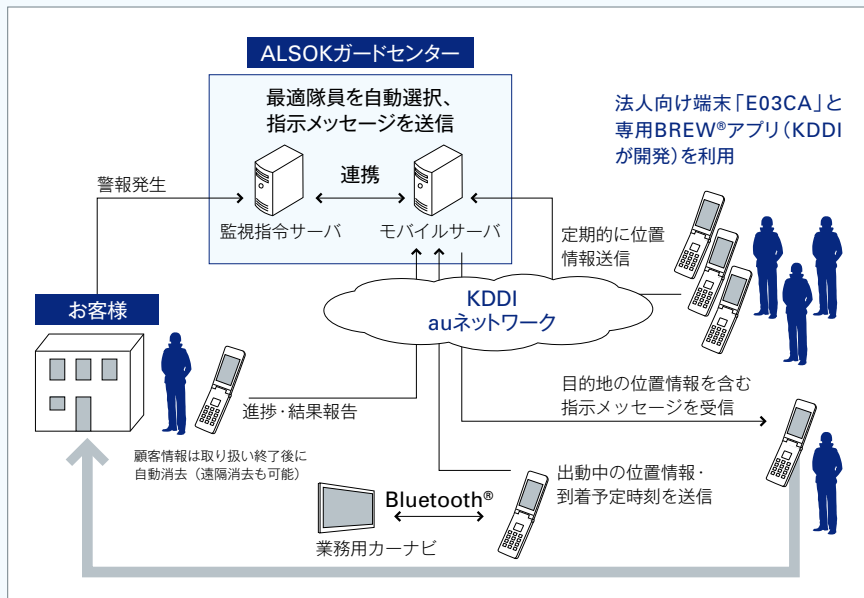 ALSOKガードセンター
最適隊員を自動選択、
指示メッセージを送信
法人向け端末「E03CA」と
専用BREW®アプリ（KDDI
が開発）を利用
警報発生
連携
監視指令サーバ
モバイルサーバ
定期的に位置
情報送信
お客様
KDDI
auネットワーク
進捗・結果報告
目的地の位置情報を含む
指示メッセージを受信
顧客情報は取り扱い終了後に
自動消去（遠隔消去も可能）
出動中の位置情報・
到着予定時刻を送信
Bluetooth®
業務用カーナビ